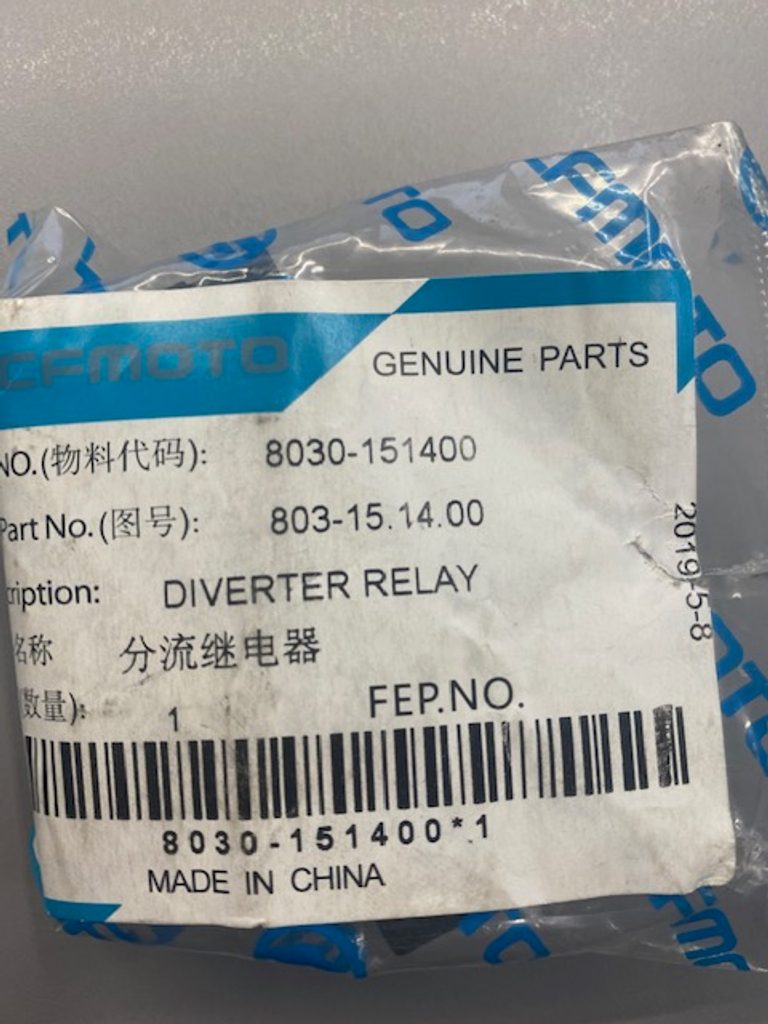 CFMOTO
GENUINE PARTS
NO.(物料代码): 8030-151400
Part No.(图号): 803-15.14.00
cription: DIVERTER RELAY
名称 分流继电器
数量): 1 FEP.NO.
8030-151400*1
MADE IN CHINA
2019-5-8